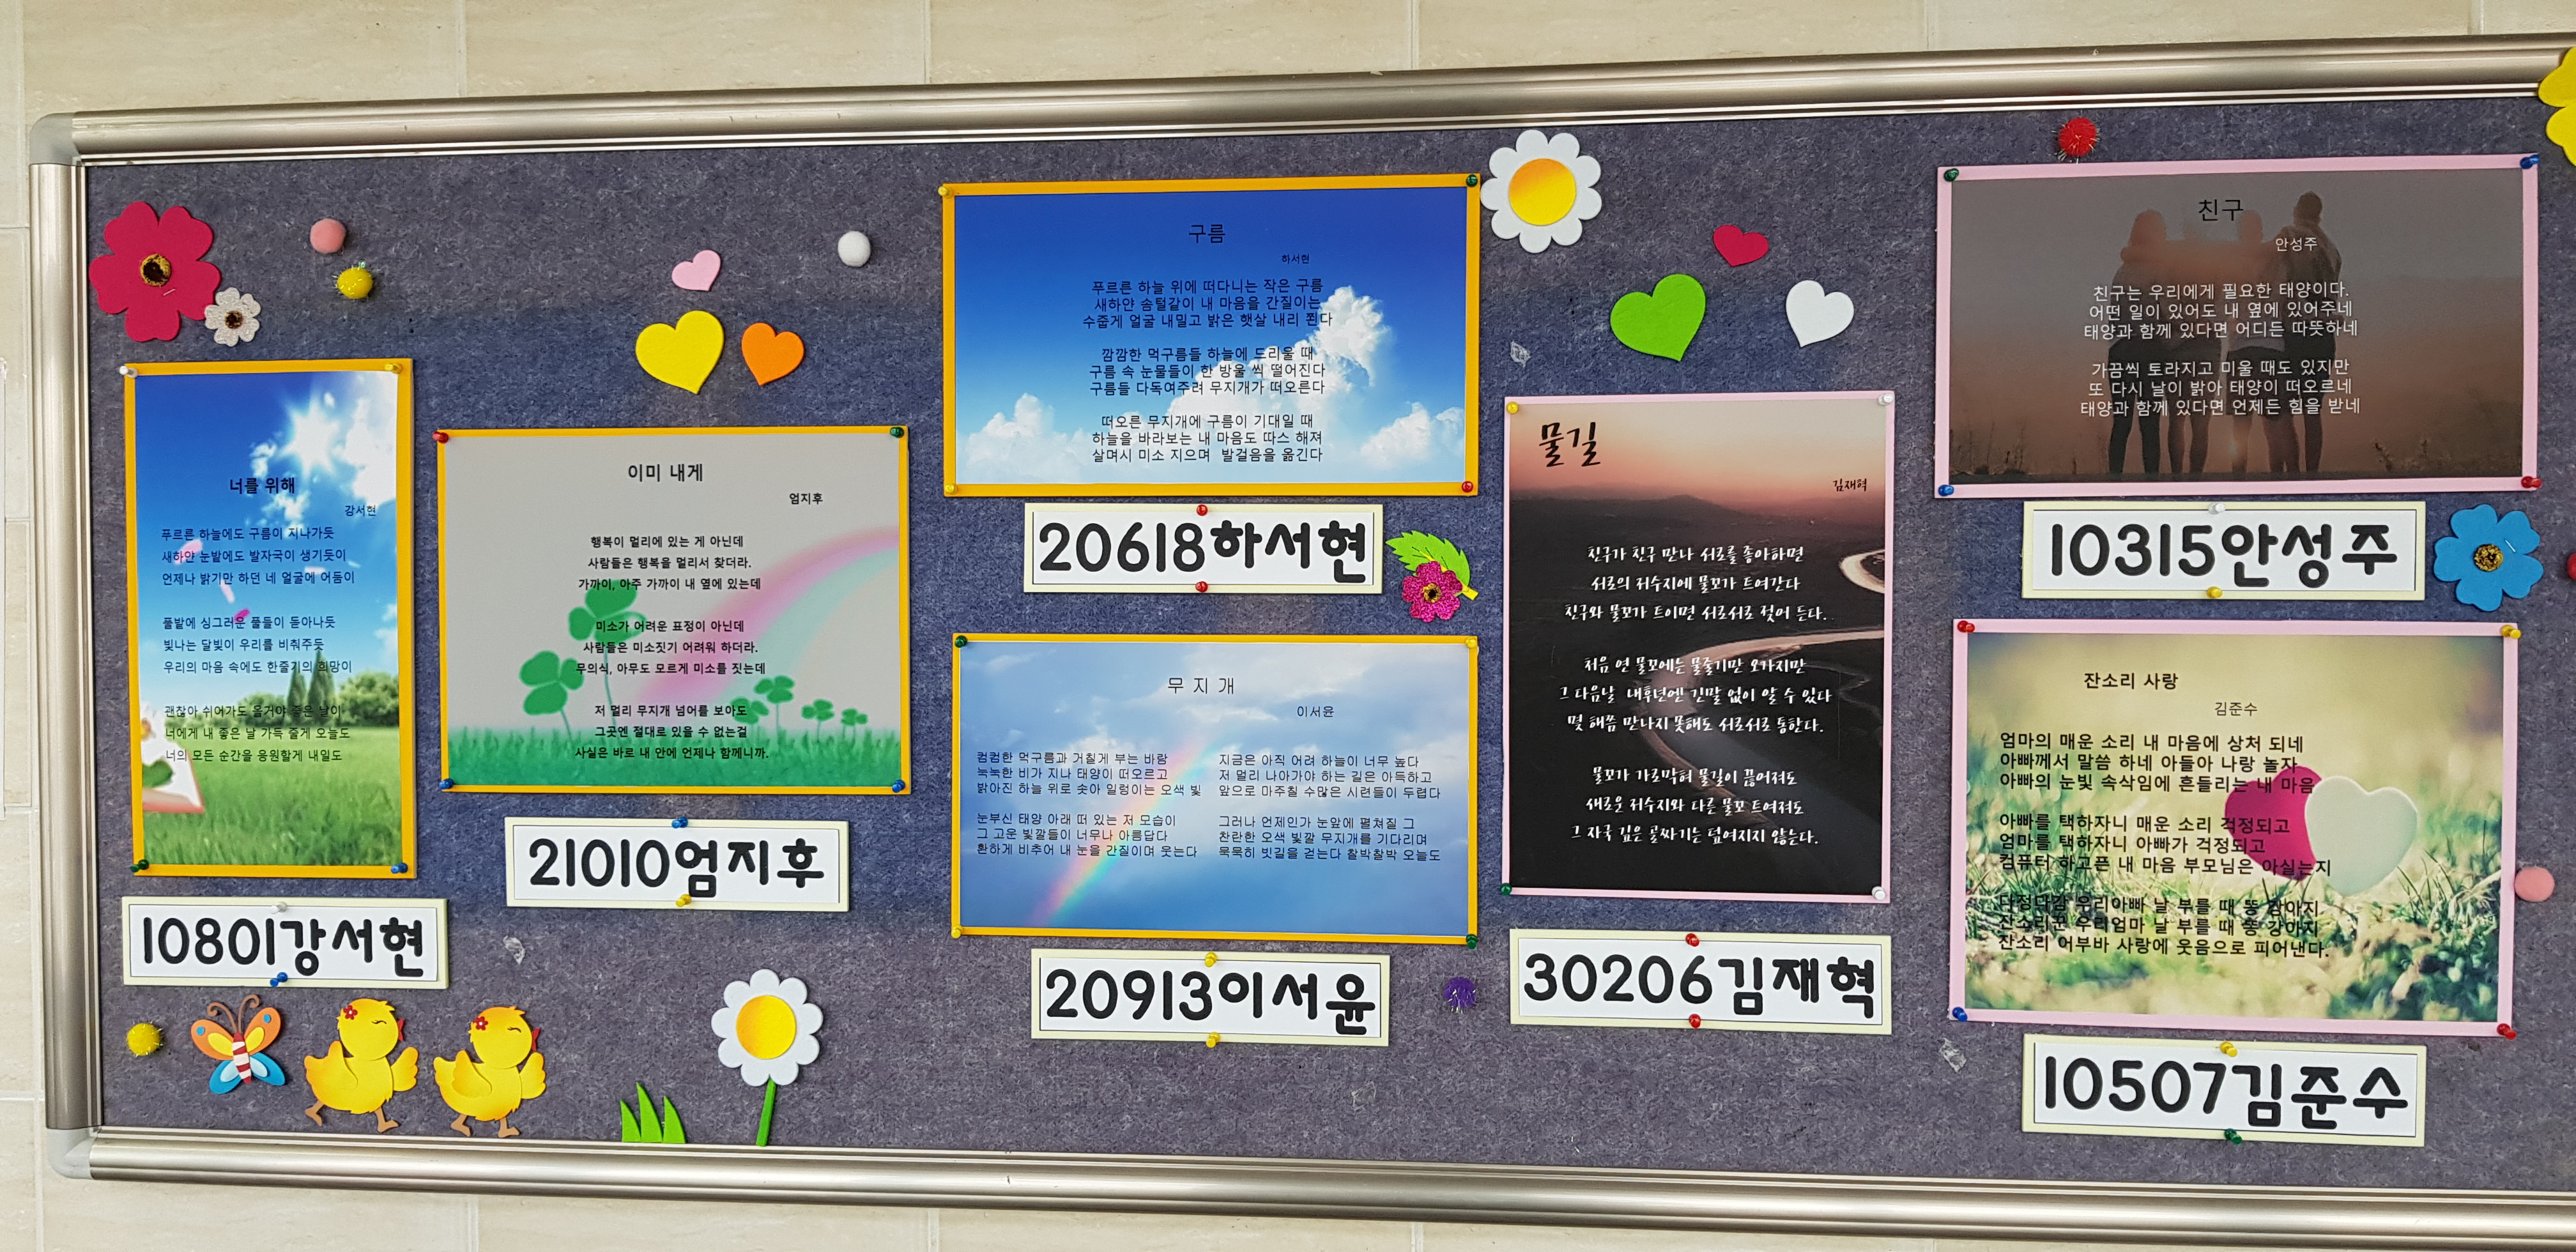 너를 위해
강서현
푸르른 하늘에도 구름이 지나가듯
새하얀 눈밭에도 발자국이 생기듯이
언제나 밝기만 하던 네 얼굴에 어둠이
풀밭에 싱그러운 풀들이 돋아나듯
빛나는 달빛이 우리를 비춰주듯
우리의 마음 속에도 한줄기의 희망이
괜찮아 쉬어가도 올거야 좋은 날이
너에게 내 좋은 날 가득 줄게 오늘도
너의 모든 순간을 응원할게 내일도
10801강서현
이미 내게
엄지후
행복이 멀리에 있는 게 아닌데
사람들은 행복을 멀리서 찾더라.
가까이, 아주 가까이 내 옆에 있는데
미소가 어려운 표정이 아닌데
사람들은 미소짓기 어려워 하더라.
무의식, 아무도 모르게 미소를 짓는데
저 멀리 무지개 넘어를 보아도
그곳엔 절대로 있을 수 없는걸
사실은 바로 내 안에 언제나 함께니까.
21010엄지후
구름
하서현
푸르른 하늘 위에 떠다니는 작은 구름
새하얀 솜털같이 내 마음을 간질이는
수줍게 얼굴 내밀고 밝은 햇살 내리 쬔다
깜깜한 먹구름들 하늘에 드리울 때
구름 속 눈물들이 한 방울 씩 떨어진다
구름들 다독여주려 무지개가 떠오른다
떠오른 무지개에 구름이 기대일 때
하늘을 바라보는 내 마음도 따스 해져
살며시 미소 지으며 발걸음을 옮긴다
20618하서현
무지개
이서윤
컴컴한 먹구름과 거칠게 부는 바람
눅눅한 비가 지나 태양이 떠오르고
밝아진 하늘 위로 솟아 일렁이는 오색 빛
눈부신 태양 아래 떠 있는 저 모습이
그 고운 빛깔들이 너무나 아름답다
환하게 비추어 내 눈을 간질이며 웃는다
지금은 아직 어려 하늘이 너무 높다
저 멀리 나아가야 하는 길은 아득하고
앞으로 마주칠 수많은 시련들이 두렵다
그러나 언제인가 눈앞에 펼쳐질 그
찬란한 오색 빛깔 무지개를 기다리며
묵묵히 빗길을 걷는다 찰박찰박 오늘도
20913이서윤
물길
김재혁
친구가 친구 만나 서로를 좋아하면
서로의 저수지에 물꼬가 트여간다
친구와 물꼬가 트이면 서로서로 젖어 든다.
처음 연 물꼬에는 물줄기만 오가지만
그 다음날 내후년엔 긴말 없이 알 수 있다
몇 해쯤 만나지 못해도 서로서로 통한다.
물꼬가 가로막혀 물길이 끊어져도
새로운 저수지와 다른 물꼬 트여져도
그 자국 깊은 골짜기는 덮여지지 않는다.
30206김재혁
친구
안성주
친구는 우리에게 필요한 태양이다.
어떤 일이 있어도 내 옆에 있어주네
태양과 함께 있다면 어디든 따뜻하네
가끔씩 토라지고 미울 때도 있지만
또 다시 날이 밝아 태양이 떠오르네
태양과 함께 있다면 언제든 힘을 받네
10315안성주
잔소리 사랑
김준수
엄마의 매운 소리 내 마음에 상처 되네
아빠께서 말씀 하네 아들아 나랑 놀자
아빠의 눈빛 속삭임에 흔들리는 내 마음
아빠를 택하자니 매운 소리 걱정되고
엄마를 택하자니 아빠가 걱정되고
컴퓨터 하고픈 내 마음 부모님은 아실는지
다정다감 우리아빠 날 부를 때 똥 강아지
잔소리꾼 우리엄마 날 부를 때 똥 강아지
잔소리 어부바 사랑에 웃음으로 피어낸다.
10507김준수